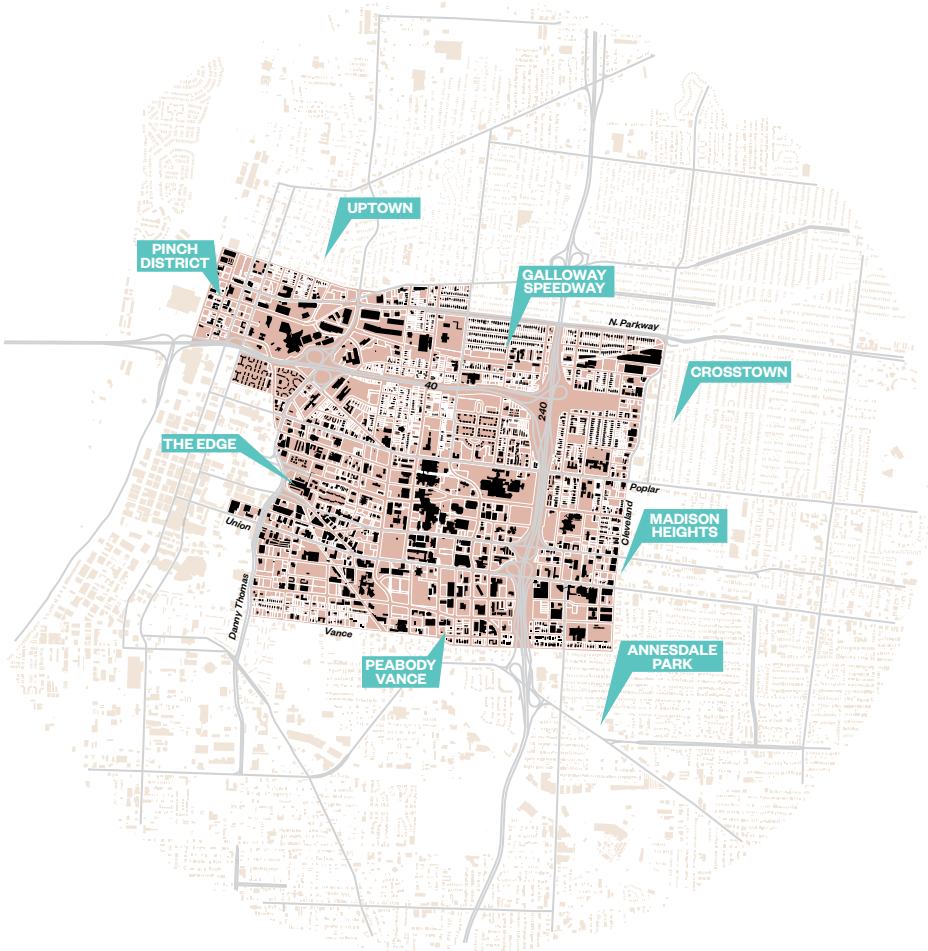 UPTOWN
PINCH
DISTRICT
GALLOWAY
SPEEDWAY
N. Parkway
CROSSTOWN
40
240
THE EDGE
Poplar
Union
Cleveland
MADISON
HEIGHTS
Danny Thomas
Vance
PEABODY
VANCE
ANNESDALE
PARK